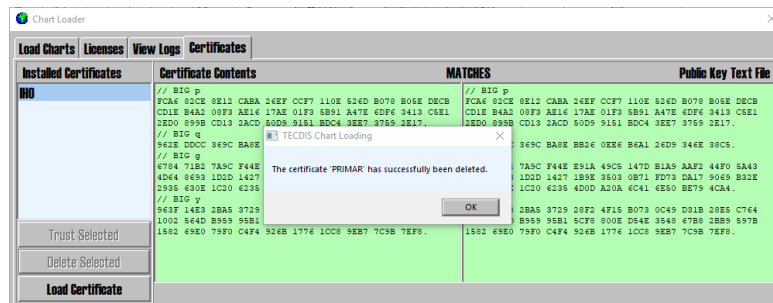 Chart Loader
Load Charts Licenses View Logs Certificates
Installed Certificates
IHO
Trust Selected
Delete Selected
Load Certificate
Certificate Contents
MATCHES
Public Key Text File
// BIG p
FCA6 82CE 8E12 CABA 26EF CCF7 110E 526D B078 B05E DECB
CD1E B4A2 08F3 AE16 17AE 01F3 5B91 A47E 6DF6 3413 C5E1
2ED0 899B CD13 2ACD 50D9 9151 BDC4 3EE7 3759 2E17.
// BIG q
962E DDCC 369C BA8E
// BIG g
6784 71B2 7A9C F44E
4D64 8693 1D2D 1427
2935 630E 1C20 6235
// BIG y
963F 14E3 2BA5 3729
1002 564D B959 95B1
1582 69E0 79F0 C4F4 926B 1776 1CC8 9EB7 7C9B 7EF8.
// BIG p
FCA6 82CE 8E12 CABA 26EF CCF7 110E 526D B078 B05E DECB
CD1E B4A2 08F3 AE16 17AE 01F3 5B91 A47E 6DF6 3413 C5E1
2ED0 899B CD13 2ACD 50D9 9151 BDC4 3EE7 3759 2E17.
369C BA8E BB26 0EE6 B6A1 26D9 346E 38C5.
7A9C F44E E91A 49C5 147D B1A9 AAF2 44F0 5A43
1D2D 1427 1B9E 3503 0B71 FD73 DA17 9069 B32E
1C20 6235 4D0D A20A 6C41 6E50 BE79 4CA4.
2BA5 3729 28F2 4F15 B073 0C49 D31B 28E5 C764
B959 95B1 5CF8 800E D54E 3548 67B8 2BB9 597B
1582 69E0 79F0 C4F4 926B 1776 1CC8 9EB7 7C9B 7EF8.
TECDIS Chart Loading
The certificate 'PRIMAR' has successfully been deleted.
OK